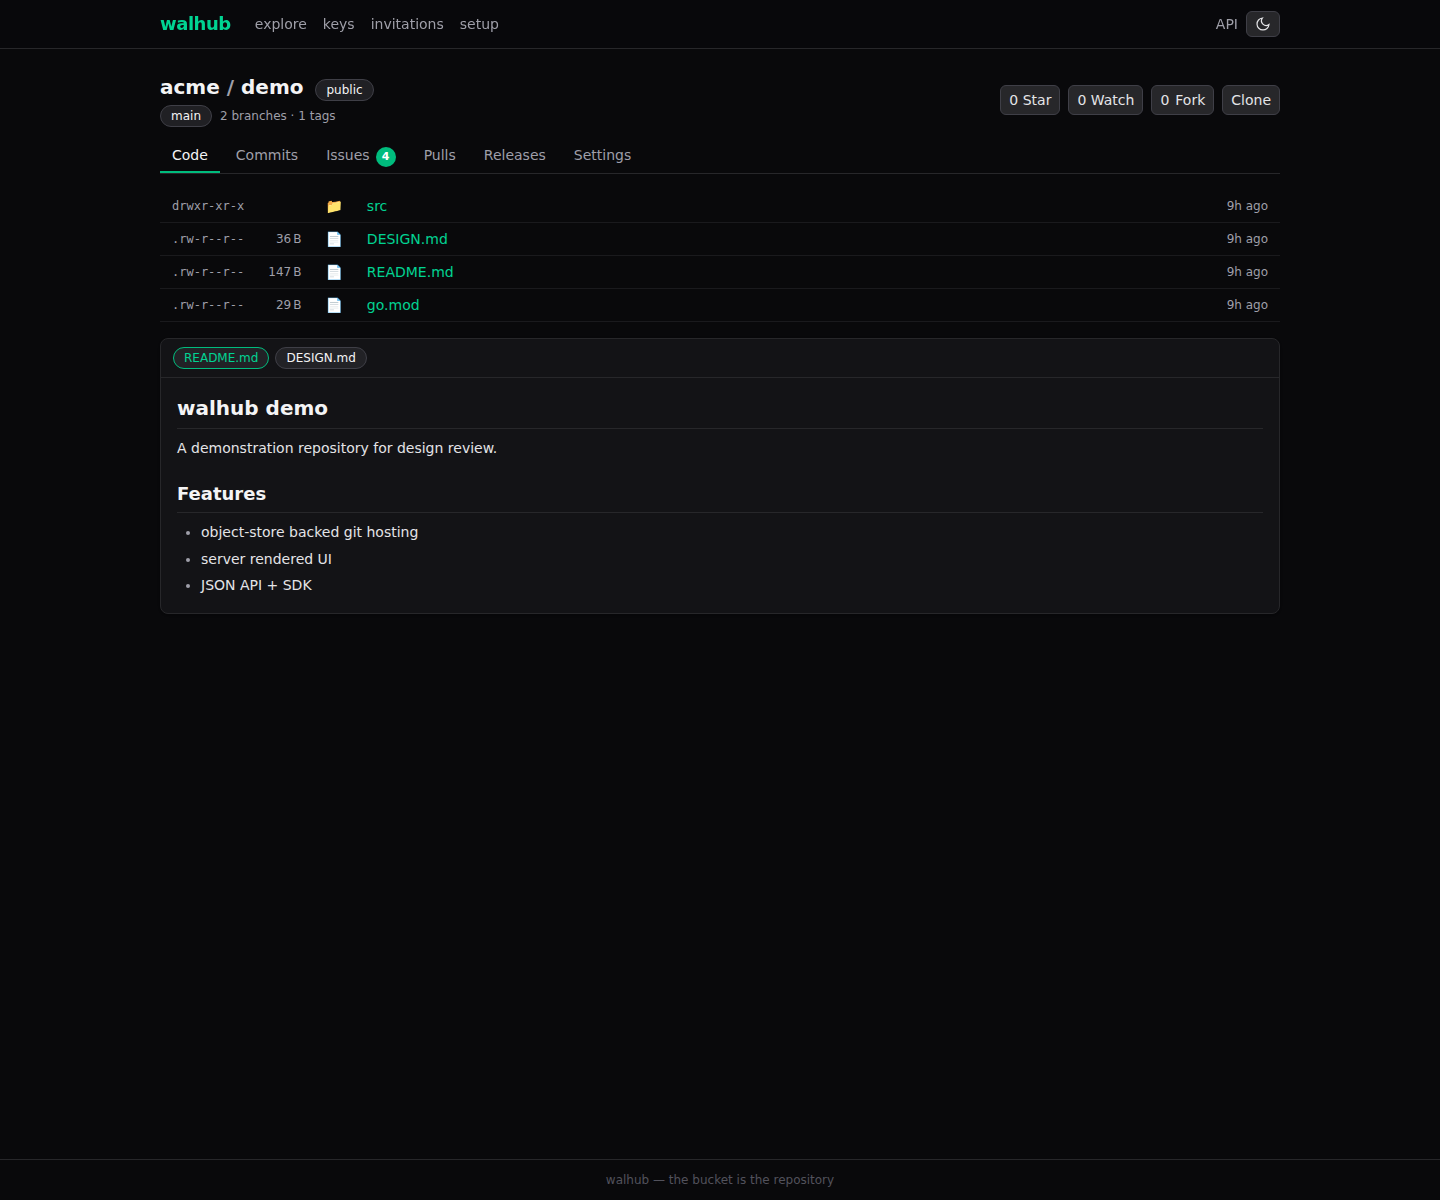 walhub explore keys invitations setup API
acme / demo public
main 2 branches · 1 tags
0 Star 0 Watch 0 Fork Clone
Code Commits Issues 4 Pulls Releases Settings
drwxr-xr-x src 9h ago
.rw-r--r-- 36 B DESIGN.md 9h ago
.rw-r--r-- 147 B README.md 9h ago
.rw-r--r-- 29 B go.mod 9h ago
README.md DESIGN.md
walhub demo
A demonstration repository for design review.
Features
• object-store backed git hosting
• server rendered UI
• JSON API + SDK
walhub — the bucket is the repository